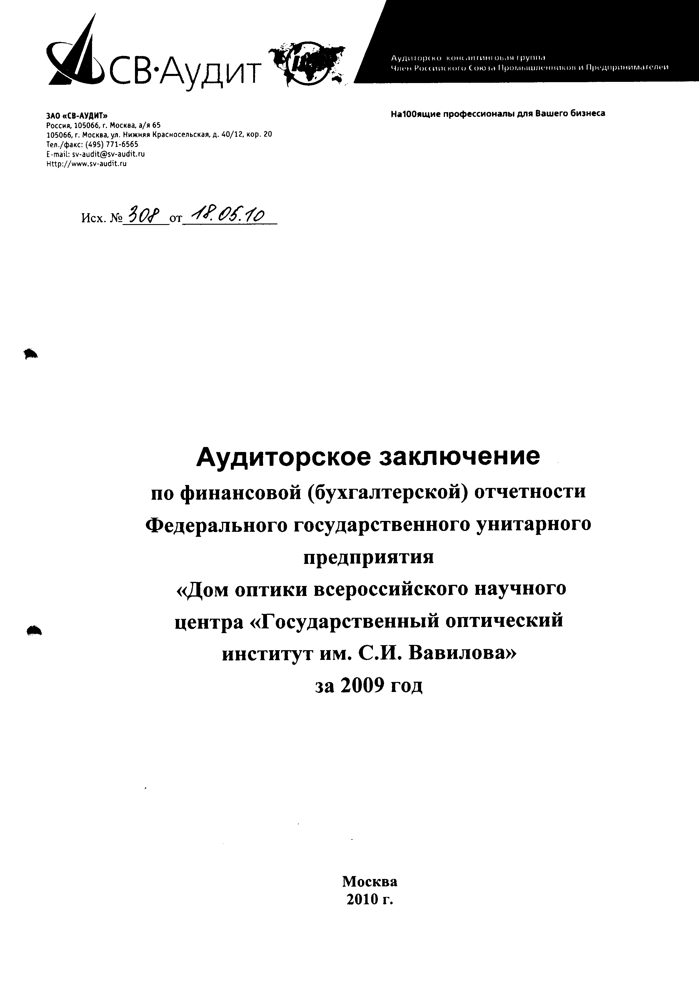 СВ·Аудит
Аудиторско консалтинговая группа
Член Российского Союза Промышленников и Предпринимателей
ЗАО «СВ-АУДИТ»
Россия, 105066, г. Москва, а/я 65
105066, г. Москва, ул. Нижняя Красносельская, д. 40/12, кор. 20
Тел./факс: (495) 771-6565
E-mail: sv-audit@sv-audit.ru
Http://www.sv-audit.ru
На100ящие профессионалы для Вашего бизнеса
Исх. № 308 от 18.05.10
Аудиторское заключение
по финансовой (бухгалтерской) отчетности
Федерального государственного унитарного
предприятия
«Дом оптики всероссийского научного
центра «Государственный оптический
институт им. С.И. Вавилова»
за 2009 год
Москва
2010 г.